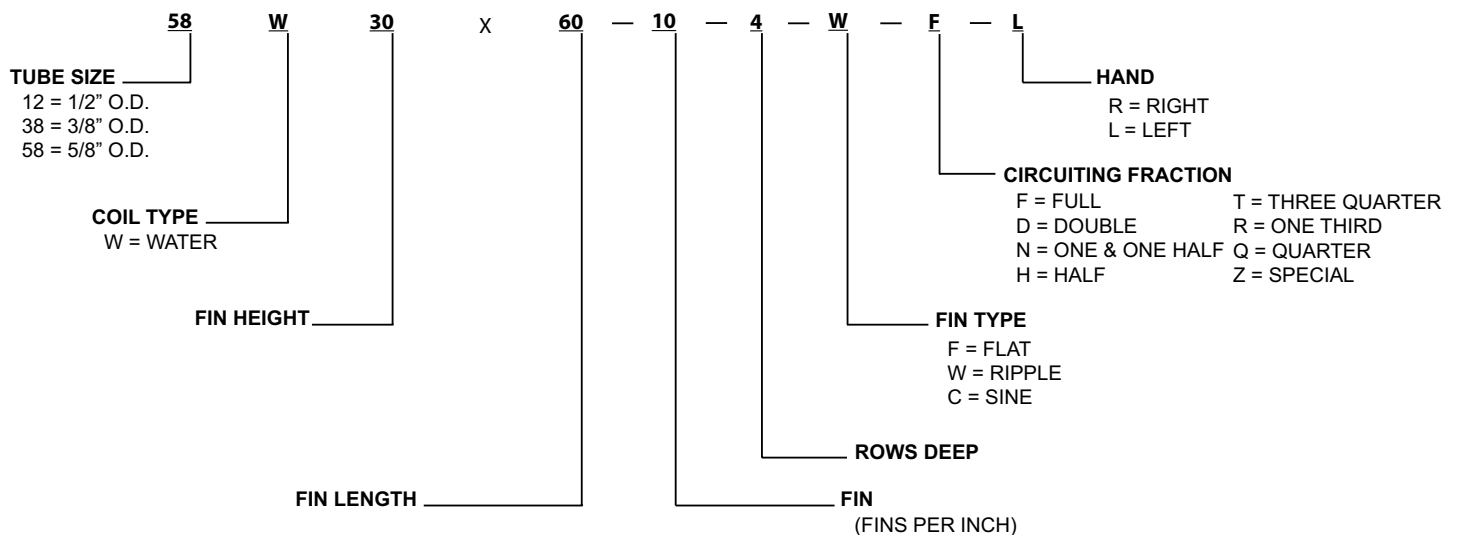 58 W 30 X 60 — 10 — 4 — W — F — L
TUBE SIZE
12 = 1/2” O.D.
38 = 3/8” O.D.
58 = 5/8” O.D.
COIL TYPE
W = WATER
FIN HEIGHT
FIN LENGTH
HAND
R = RIGHT
L = LEFT
CIRCUITING FRACTION
F = FULL T = THREE QUARTER
D = DOUBLE R = ONE THIRD
N = ONE & ONE HALF Q = QUARTER
H = HALF Z = SPECIAL
FIN TYPE
F = FLAT
W = RIPPLE
C = SINE
ROWS DEEP
FIN
(FINS PER INCH)